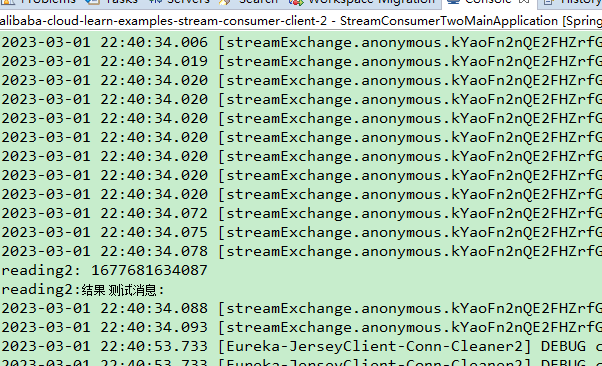 Problems Servers Search Workspace Migration Console His
alibaba-cloud-learn-examples-stream-consumer-client-2 - StreamConsumerTwoMainApplication [Spring
2023-03-01 22:40:34.006 [streamExchange.anonymous.kYaoFn2nQE2FHZrfG
2023-03-01 22:40:34.019 [streamExchange.anonymous.kYaoFn2nQE2FHZrfG
2023-03-01 22:40:34.020 [streamExchange.anonymous.kYaoFn2nQE2FHZrfG
2023-03-01 22:40:34.020 [streamExchange.anonymous.kYaoFn2nQE2FHZrfG
2023-03-01 22:40:34.020 [streamExchange.anonymous.kYaoFn2nQE2FHZrfG
2023-03-01 22:40:34.020 [streamExchange.anonymous.kYaoFn2nQE2FHZrfG
2023-03-01 22:40:34.020 [streamExchange.anonymous.kYaoFn2nQE2FHZrfG
2023-03-01 22:40:34.020 [streamExchange.anonymous.kYaoFn2nQE2FHZrfG
2023-03-01 22:40:34.020 [streamExchange.anonymous.kYaoFn2nQE2FHZrfG
2023-03-01 22:40:34.072 [streamExchange.anonymous.kYaoFn2nQE2FHZrfG
2023-03-01 22:40:34.075 [streamExchange.anonymous.kYaoFn2nQE2FHZrfG
2023-03-01 22:40:34.078 [streamExchange.anonymous.kYaoFn2nQE2FHZrfG
reading2: 1677681634087
reading2:结果 测试消息:
2023-03-01 22:40:34.088 [streamExchange.anonymous.kYaoFn2nQE2FHZrfG
2023-03-01 22:40:34.093 [streamExchange.anonymous.kYaoFn2nQE2FHZrfG
2023-03-01 22:40:53.733 [Eureka-JerseyClient-Conn-Cleaner2] DEBUG c
2023-03-01 22:40:53.733 [Eureka-JerseyClient-Conn-Cleaner2] DEBUG c